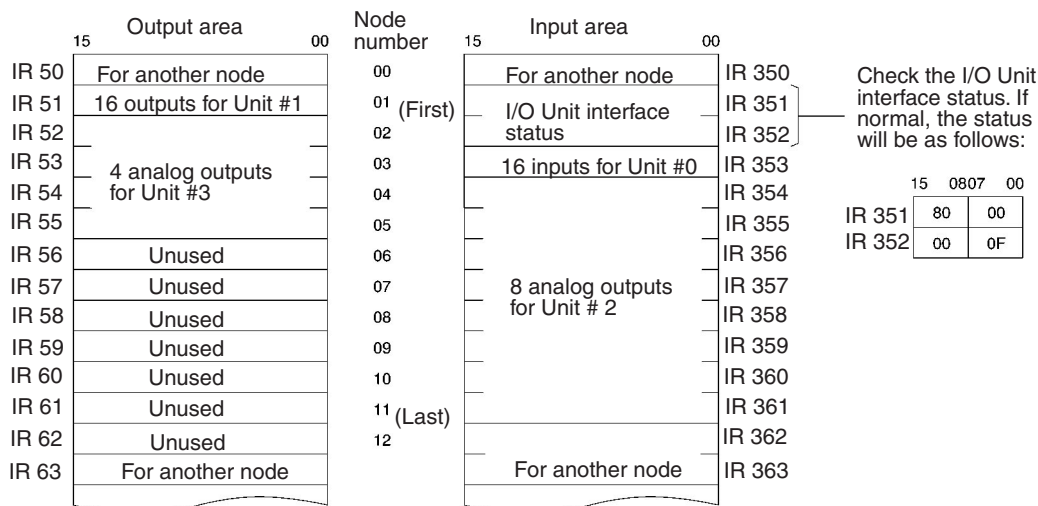 Output area
Node number
Input area
15 00
15 00
IR 50 For another node 00 For another node IR 350
IR 51 16 outputs for Unit #1 01 (First) I/O Unit interface status IR 351
IR 52 02 IR 352
IR 53 4 analog outputs for Unit #3 03 16 inputs for Unit #0 IR 353
IR 54 04 IR 354
IR 55 05 IR 355
IR 56 Unused 06 IR 356
IR 57 Unused 07 8 analog outputs for Unit # 2 IR 357
IR 58 Unused 08 IR 358
IR 59 Unused 09 IR 359
IR 60 Unused 10 IR 360
IR 61 Unused 11 (Last) IR 361
IR 62 Unused 12 IR 362
IR 63 For another node For another node IR 363
Check the I/O Unit
interface status. If
normal, the status
will be as follows:
15 0807 00
IR 351 80 00
IR 352 00 0F